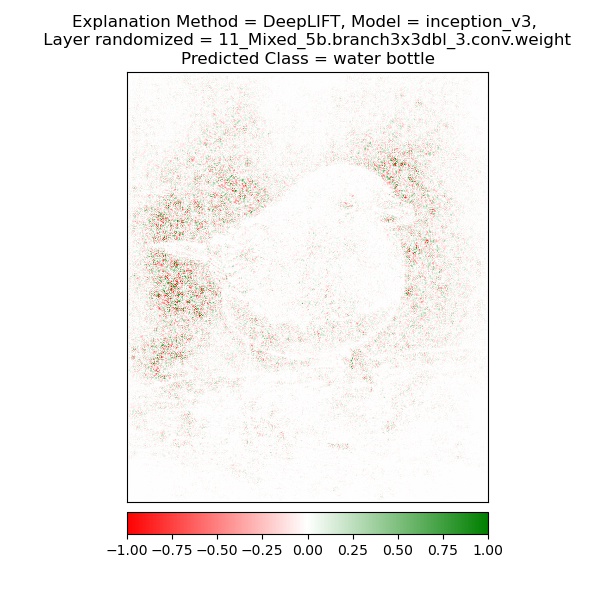 Explanation Method = DeepLIFT, Model = inception_v3,
Layer randomized = 11_Mixed_5b.branch3x3dbl_3.conv.weight
Predicted Class = water bottle
−1.00 −0.75 −0.50 −0.25 0.00 0.25 0.50 0.75 1.00